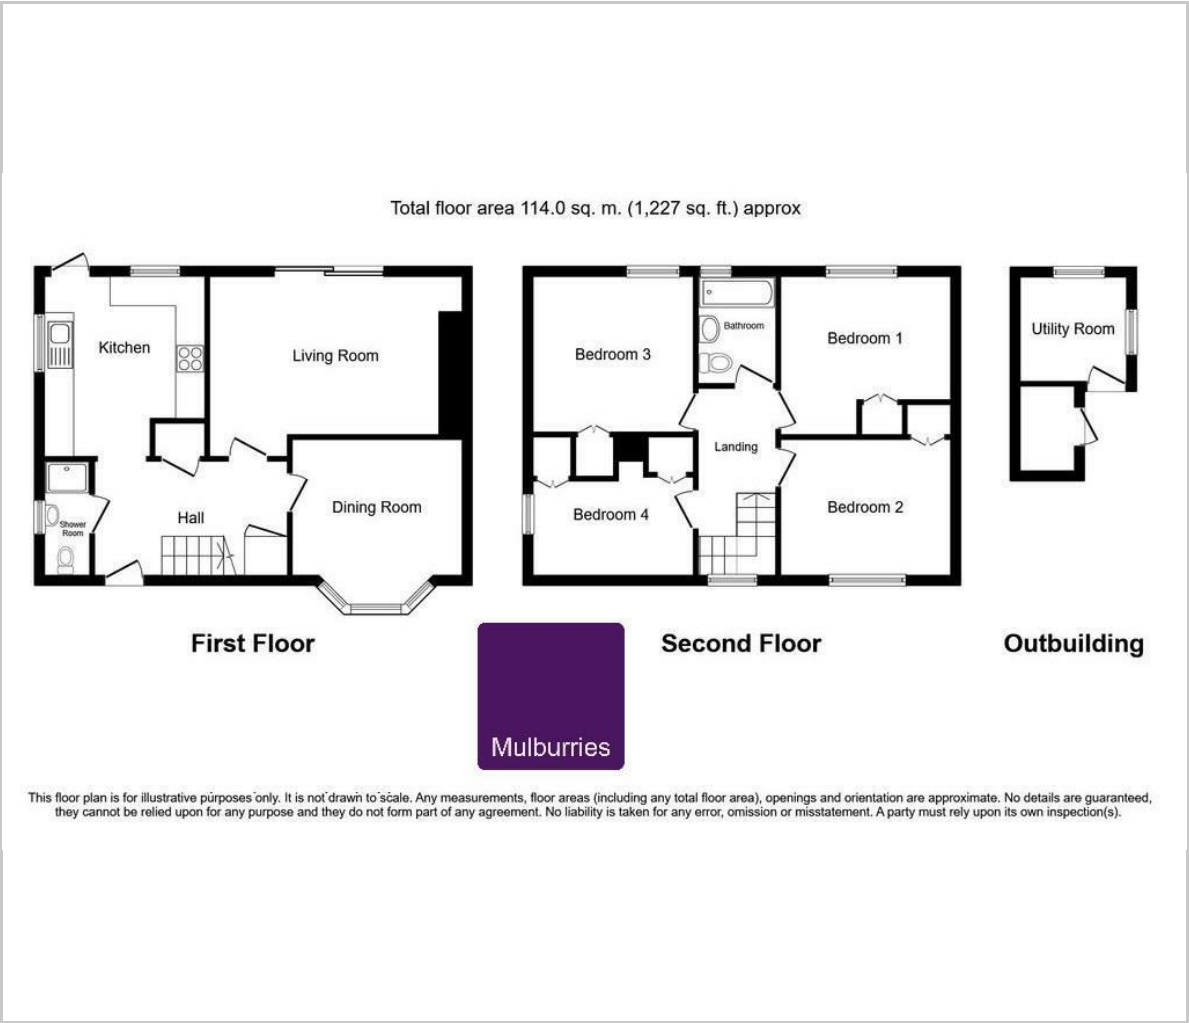 Total floor area 114.0 sq. m. (1,227 sq. ft.) approx
Kitchen
Living Room
Shower
Room
Hall
Dining Room
First Floor
Bedroom 3
Bathroom
Bedroom 1
Landing
Bedroom 4
Bedroom 2
Second Floor
Utility Room
Outbuilding
Mulburries
This floor plan is for illustrative purposes only. It is not drawn to scale. Any measurements, floor areas (including any total floor area), openings and orientation are approximate. No details are guaranteed,
they cannot be relied upon for any purpose and they do not form part of any agreement. No liability is taken for any error, omission or misstatement. A party must rely upon its own inspection(s).